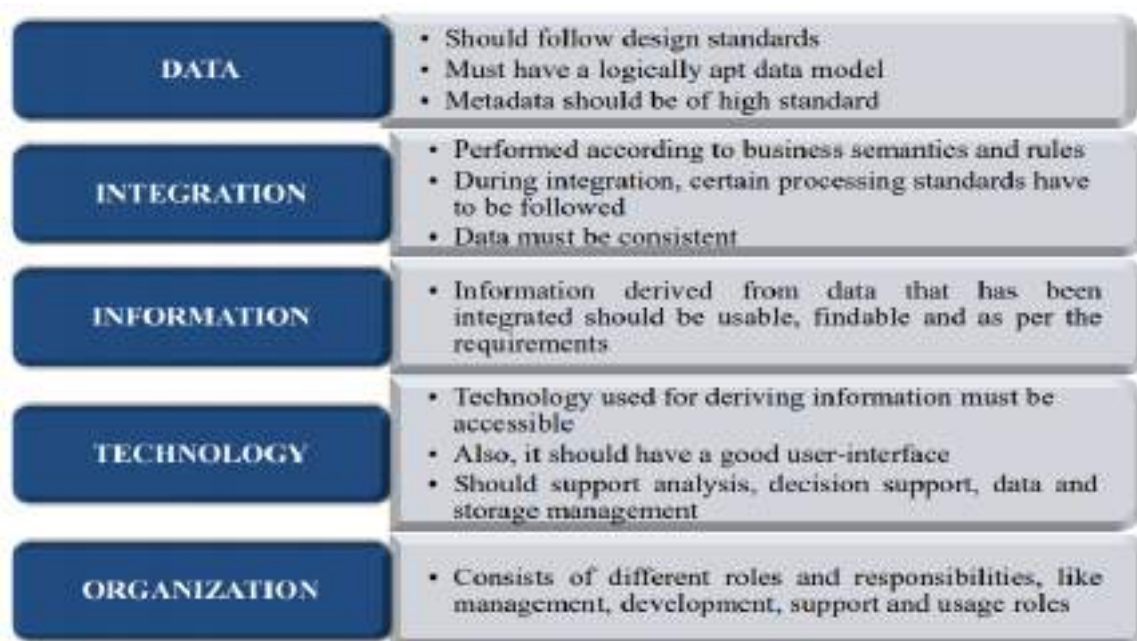 DATA
• Should follow design standards
• Must have a logically apt data model
• Metadata should be of high standard
INTEGRATION
• Performed according to business semantics and rules
• During integration, certain processing standards have
to be followed
• Data must be consistent
INFORMATION
• Information derived from data that has been
integrated should be usable, findable and as per the
requirements
TECHNOLOGY
• Technology used for deriving information must be
accessible
• Also, it should have a good user-interface
• Should support analysis, decision support, data and
storage management
ORGANIZATION
• Consists of different roles and responsibilities, like
management, development, support and usage roles